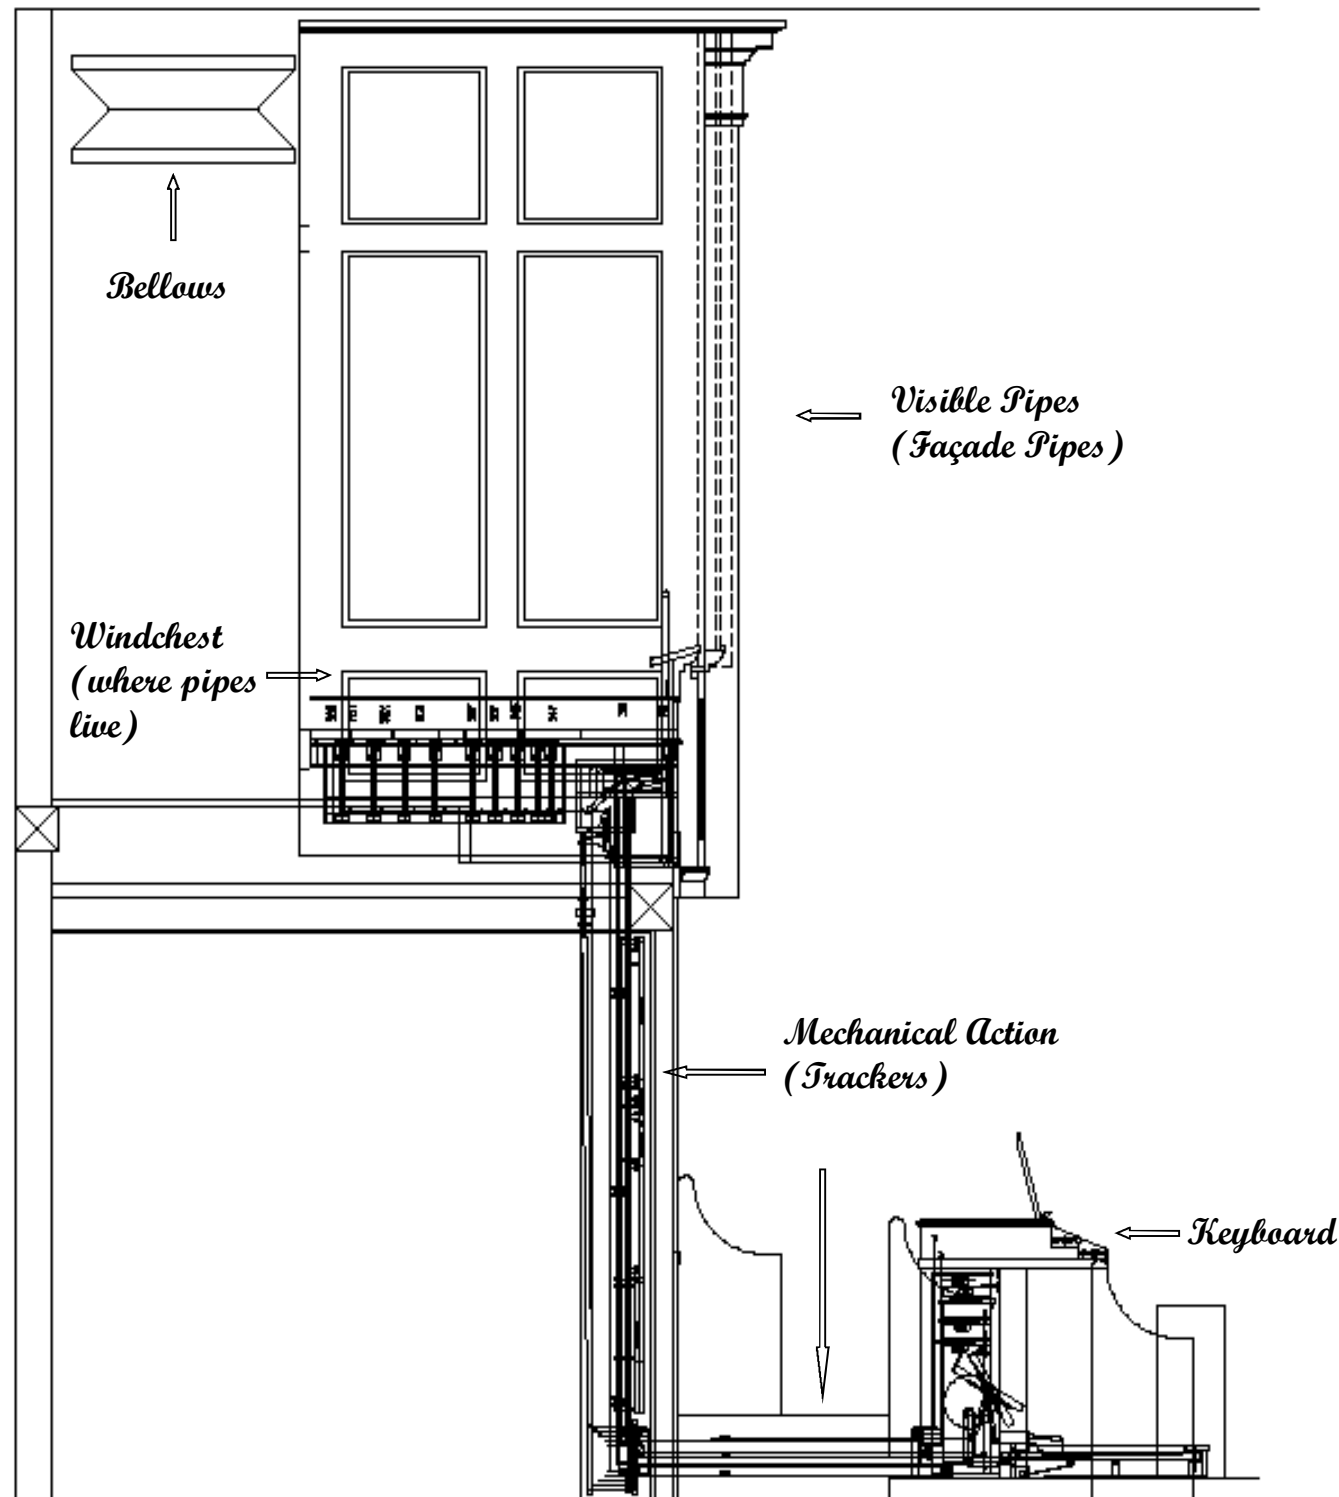 Bellows
Visible Pipes
(Façade Pipes)
Windchest
(where pipes
live)
Mechanical Action
(Trackers)
Keyboard